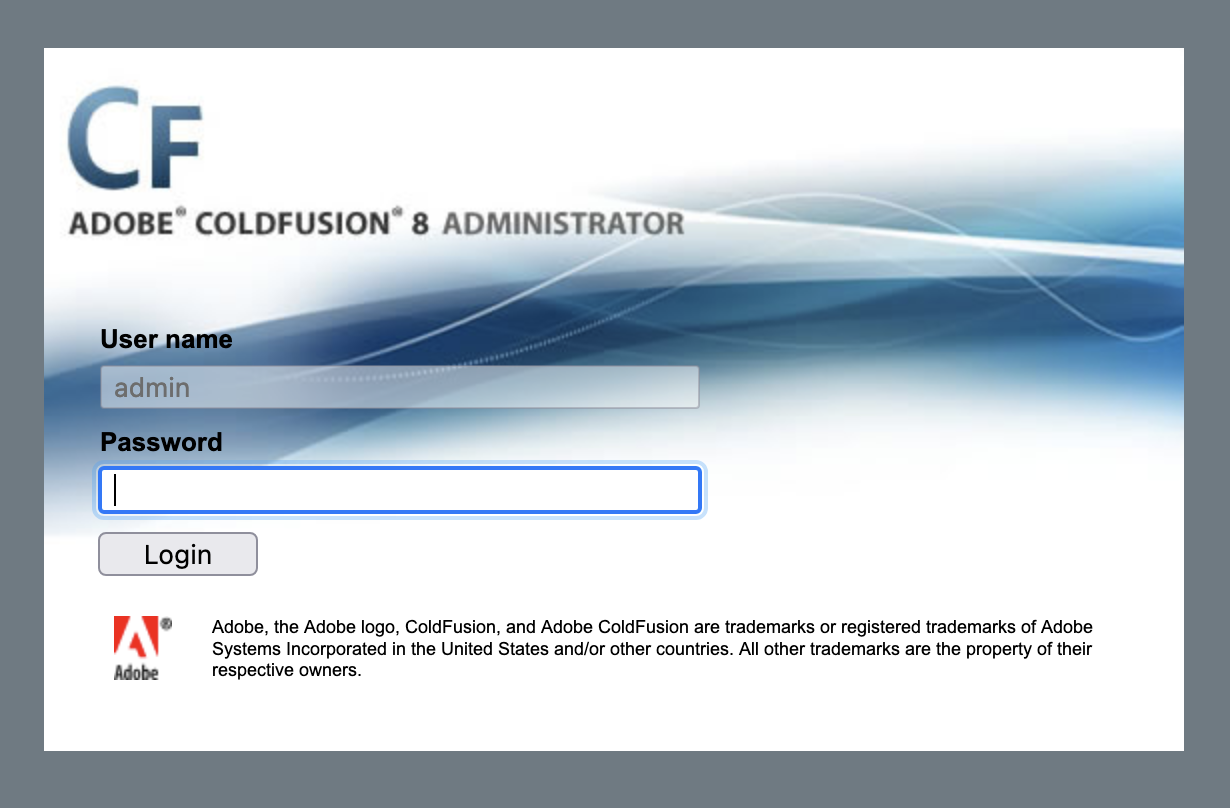 CF
ADOBE® COLDFUSION® 8 ADMINISTRATOR
User name
admin
Password
Login
Adobe, the Adobe logo, ColdFusion, and Adobe ColdFusion are trademarks or registered trademarks of Adobe
Systems Incorporated in the United States and/or other countries. All other trademarks are the property of their
respective owners.
®
Adobe